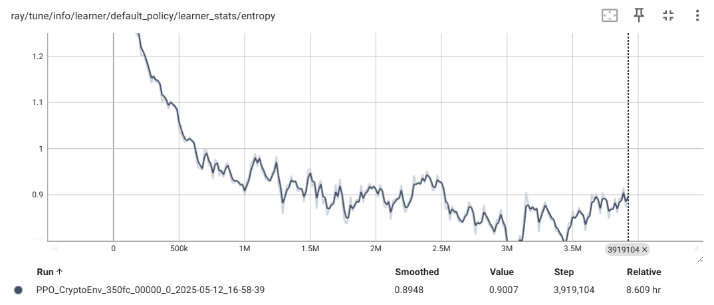 ray/tune/info/learner/default_policy/learner_stats/entropy
1.2
1.1
1
0.9
0 500k 1M 1.5M 2M 2.5M 3M 3.5M 3919104 ×
Run ↑ Smoothed Value Step Relative
PPO_CryptoEnv_350fc_00000_0_2025-05-12_16-58-39 0.8948 0.9007 3,919,104 8.609 hr